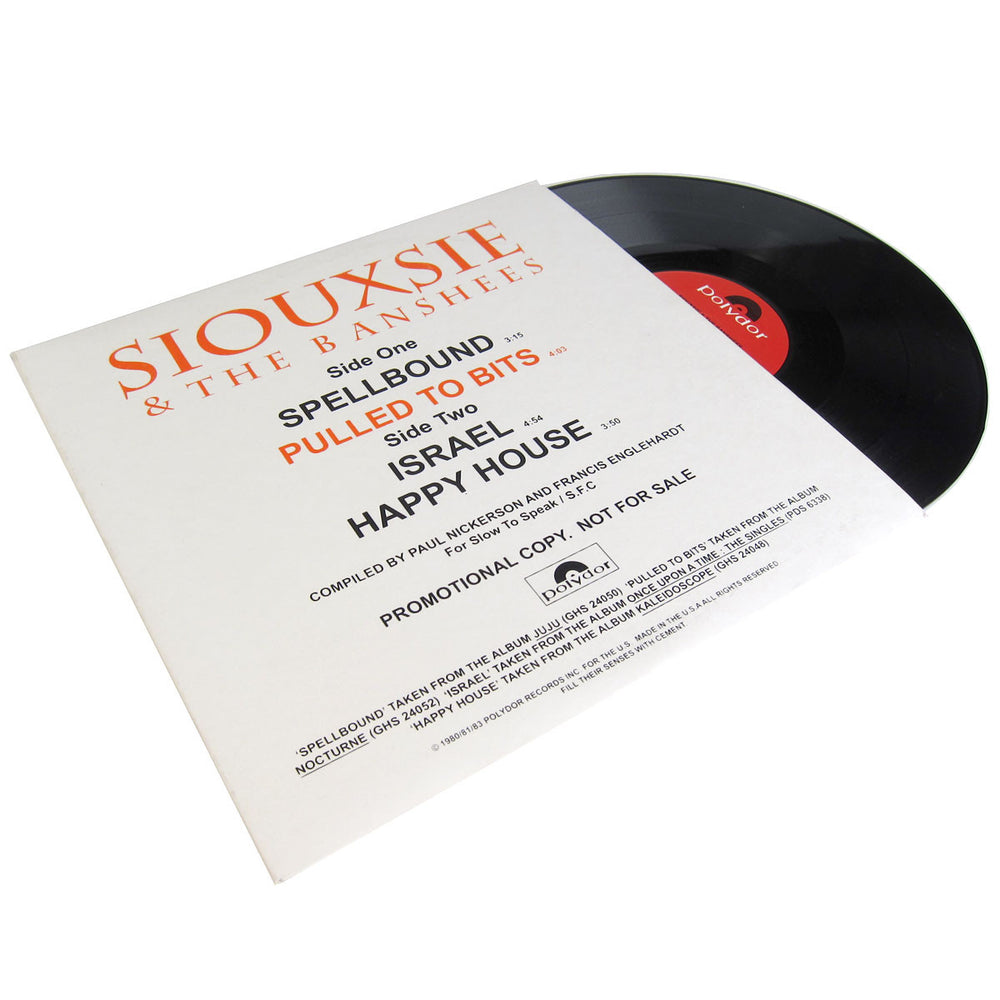 SIOUXSIE
& THE BANSHEES
Side One
SPELLBOUND 3:15
PULLED TO BITS 4:03
Side Two
ISRAEL 4:54
HAPPY HOUSE 3:50
COMPILED BY PAUL NICKERSON AND FRANCIS ENGLEHARDT
For Slow To Speak / S.F.C
PROMOTIONAL COPY. NOT FOR SALE
polydor
'SPELLBOUND' TAKEN FROM THE ALBUM JUJU (GHS 24050) 'PULLED TO BITS' TAKEN FROM THE ALBUM
NOCTURNE (GHS 24052) 'ISRAEL' TAKEN FROM THE ALBUM ONCE UPON A TIME : THE SINGLES (PDS 6338)
'HAPPY HOUSE' TAKEN FROM THE ALBUM KALEIDOSCOPE (GHS 24048)
© 1980/81/83 POLYDOR RECORDS INC. FOR THE U.S. MADE IN THE U.S.A ALL RIGHTS RESERVED
FILL THEIR SENSES WITH CEMENT
polydor